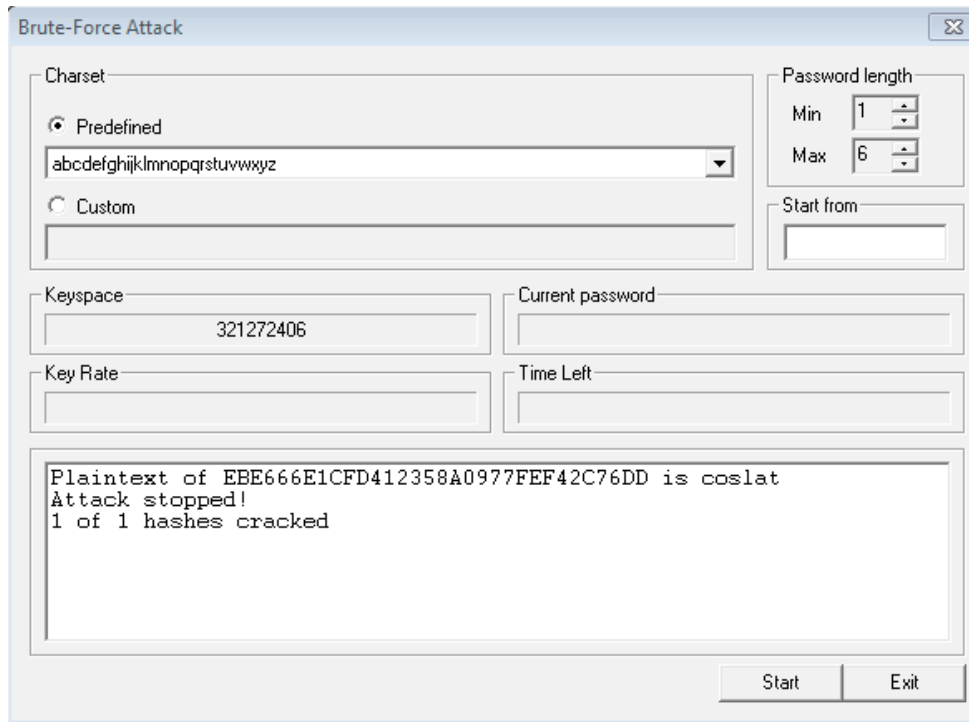 Brute-Force Attack
Charset
Predefined
abcdefghijklmnopqrstuvwxyz
Custom
Password length
Min 1
Max 6
Start from
Keyspace
321272406
Current password
Key Rate
Time Left
Plaintext of EBE666E1CFD412358A0977FEF42C76DD is coslat
Attack stopped!
1 of 1 hashes cracked
Start
Exit